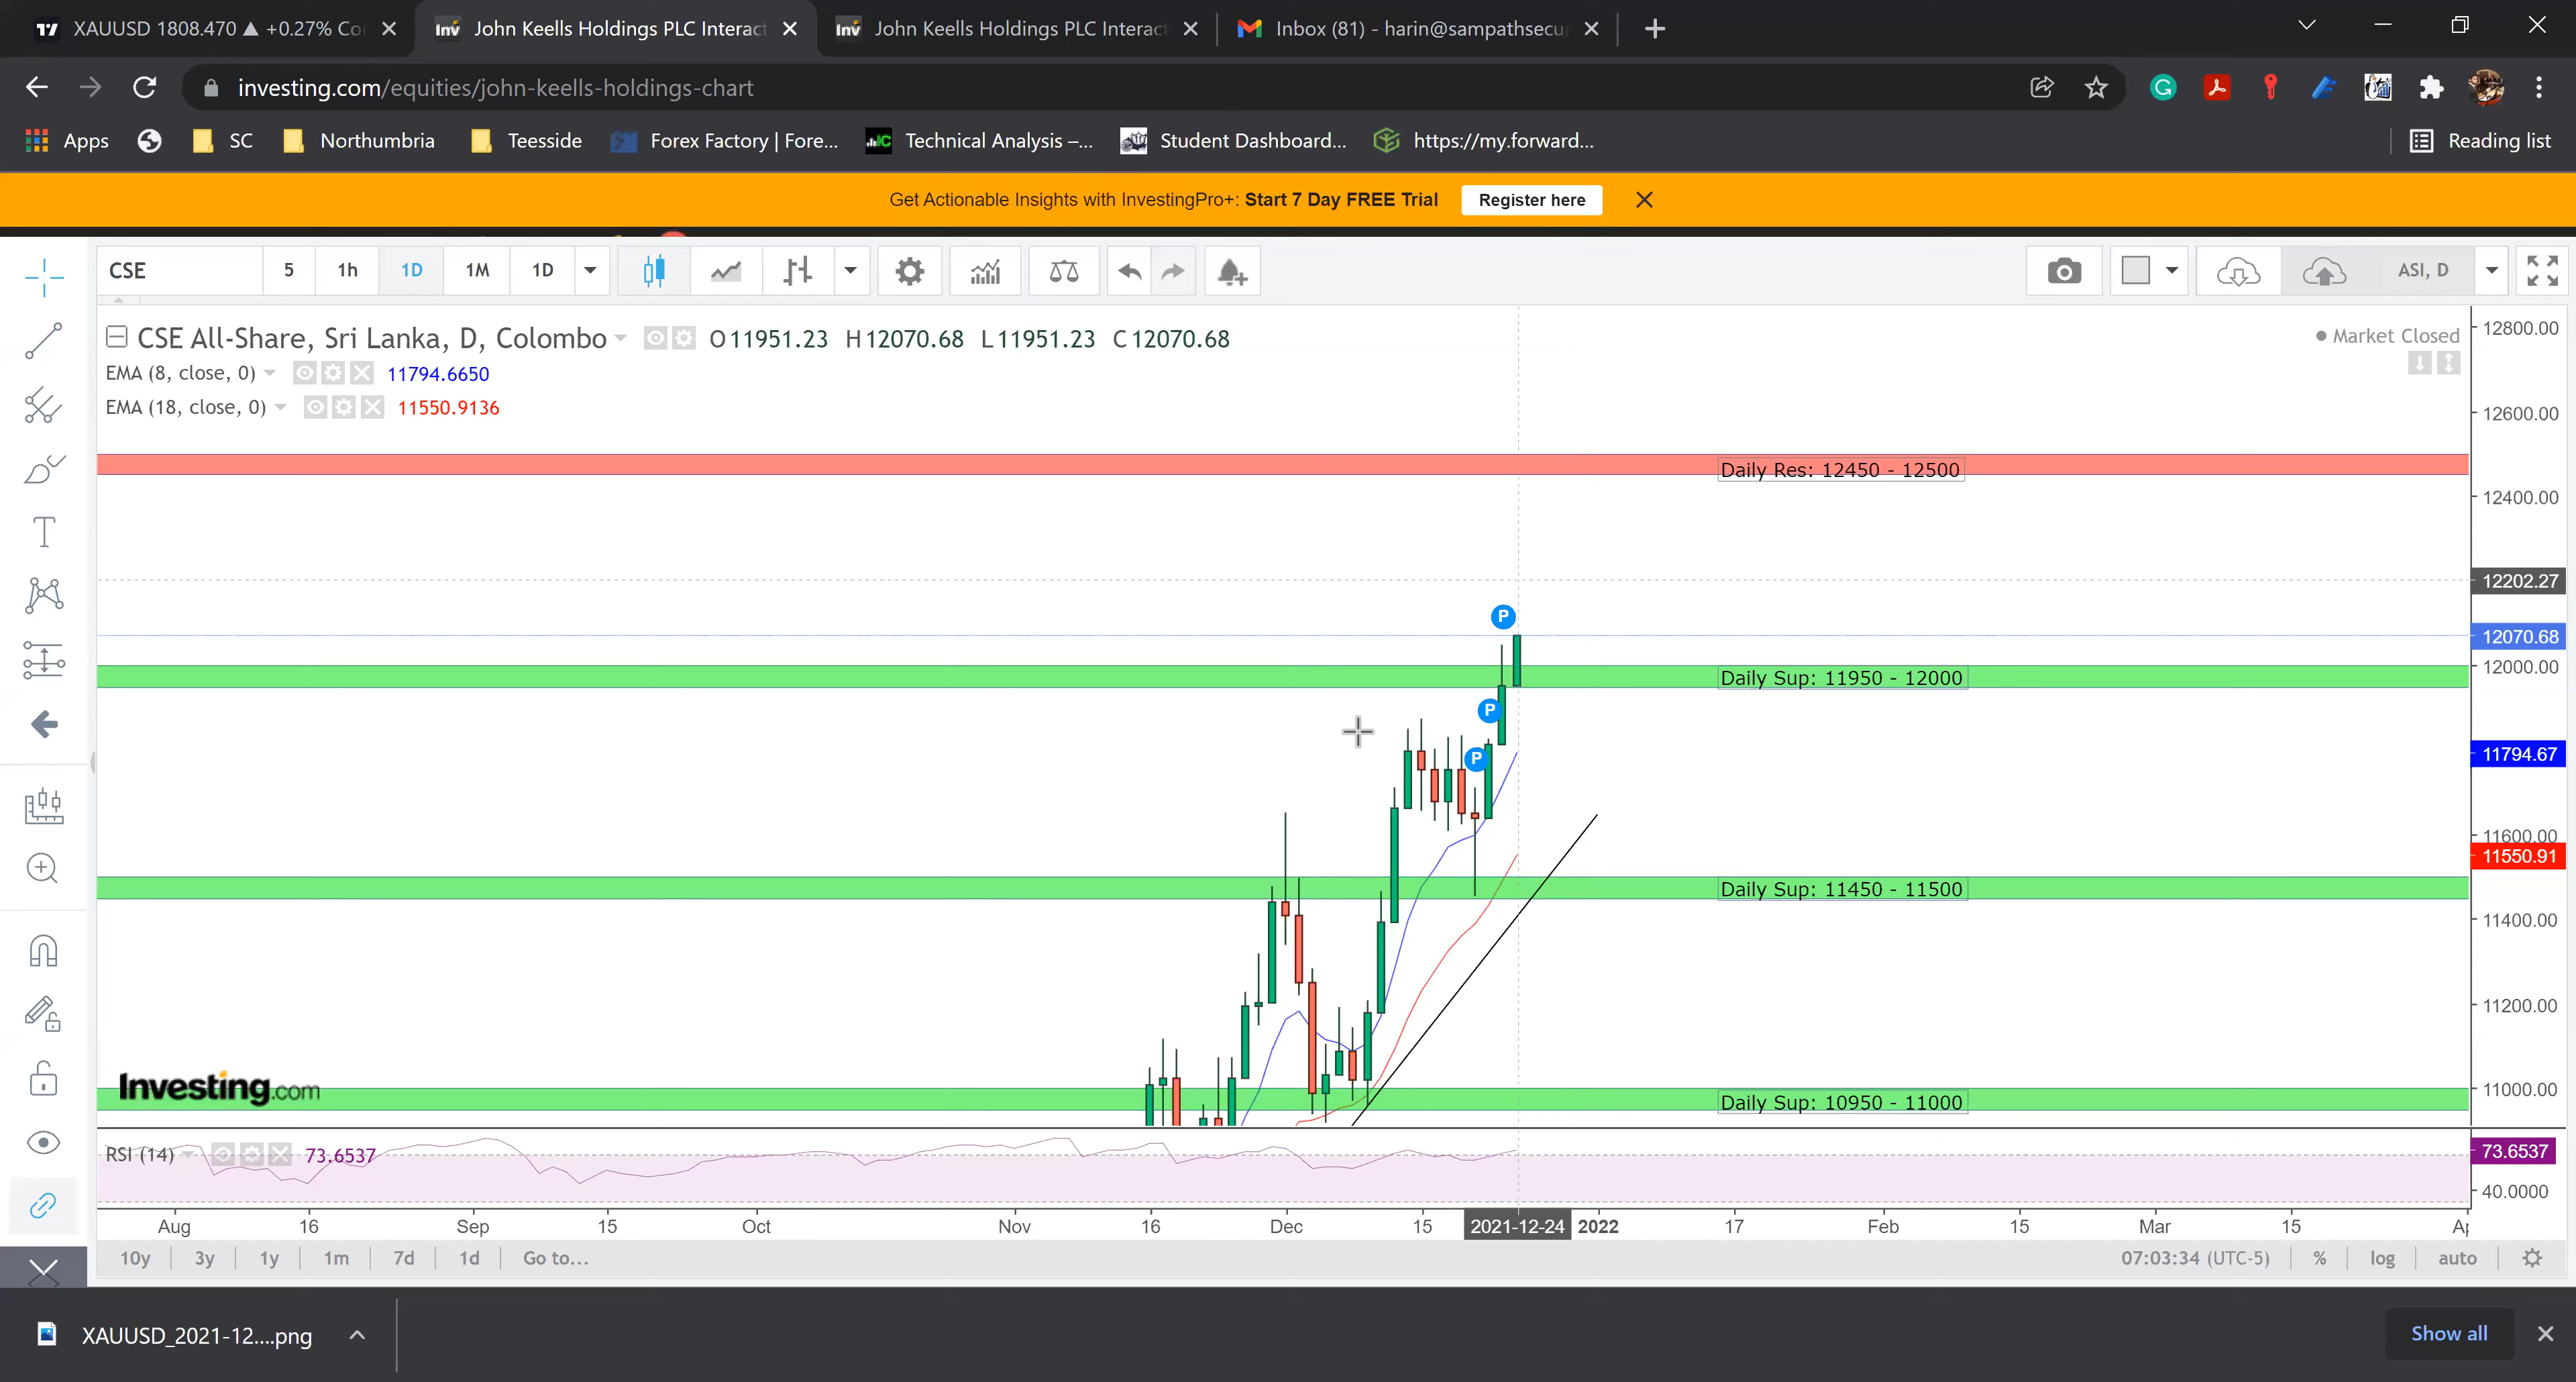 XAUUSD 1808.470 ▲ +0.27% Co
John Keells Holdings PLC Interact
John Keells Holdings PLC Interact
Inbox (81) - harin@sampathsecur
investing.com/equities/john-keells-holdings-chart
Apps
SC
Northumbria
Teesside
Forex Factory | Fore...
Technical Analysis –...
Student Dashboard...
https://my.forward...
Reading list
Get Actionable Insights with InvestingPro+: Start 7 Day FREE Trial
Register here
CSE
5
1h
1D
1M
1D
ASI, D
CSE All-Share, Sri Lanka, D, Colombo
O11951.23 H12070.68 L11951.23 C12070.68
Market Closed
EMA (8, close, 0)
11794.6650
EMA (18, close, 0)
11550.9136
12800.00
12600.00
Daily Res: 12450 - 12500
12400.00
12202.27
P
12070.68
12000.00
Daily Sup: 11950 - 12000
P
P
11794.67
11600.00
11550.91
Daily Sup: 11450 - 11500
11400.00
11200.00
Investing.com
11000.00
Daily Sup: 10950 - 11000
RSI (14)
73.6537
73.6537
40.0000
Aug
16
Sep
15
Oct
Nov
16
Dec
15
2021-12-24
2022
17
Feb
15
Mar
15
Ap
10y
3y
1y
1m
7d
1d
Go to...
07:03:34 (UTC-5)
%
log
auto
XAUUSD_2021-12....png
Show all